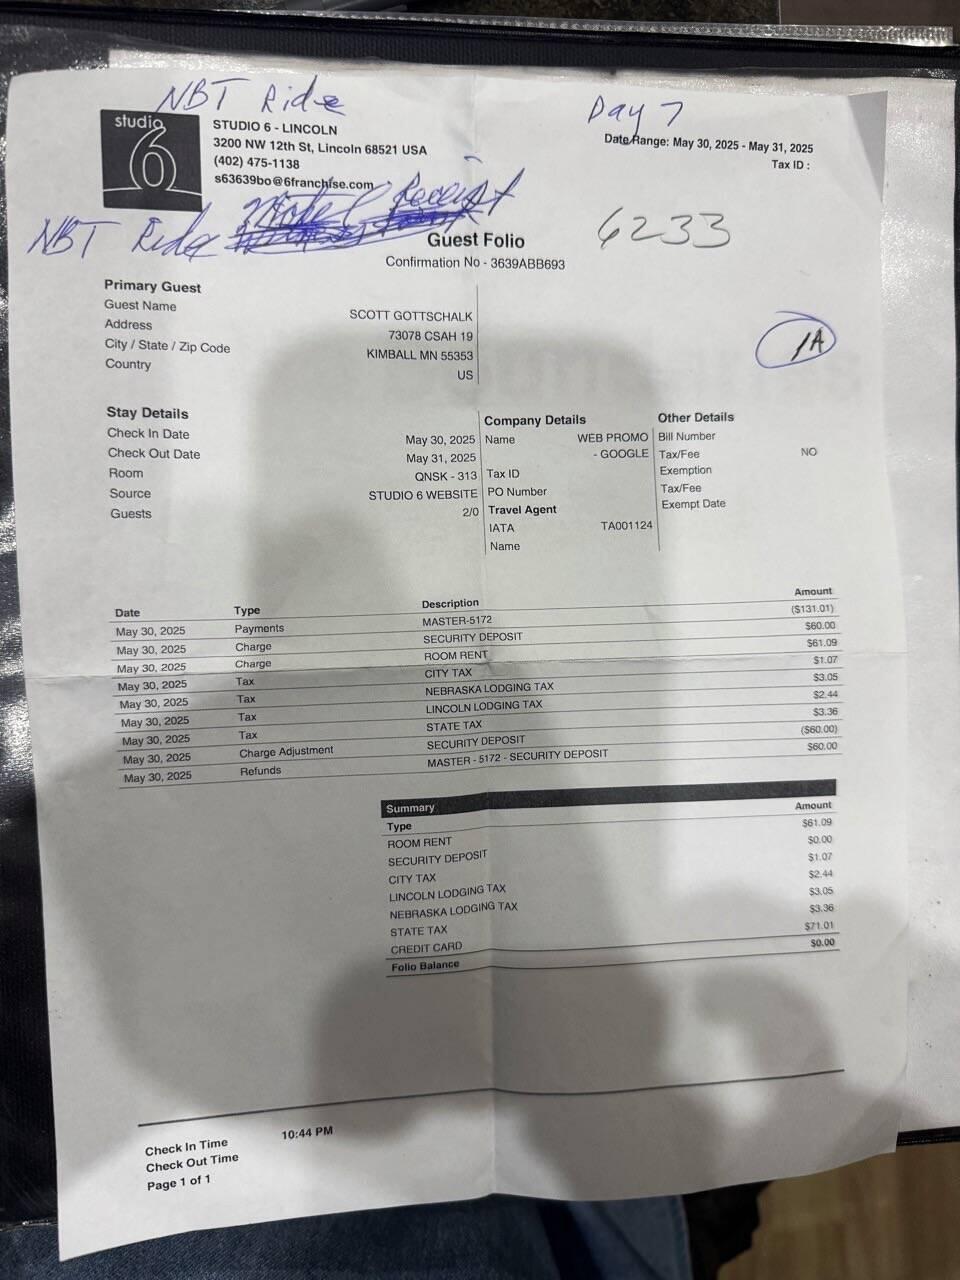 NBT Ride
Day 7
studio
6
STUDIO 6 - LINCOLN
3200 NW 12th St, Lincoln 68521 USA
(402) 475-1138
s63639bo@6franchise.com
Date Range: May 30, 2025 - May 31, 2025
Tax ID :
NBT Ride Motel Receipt
6233
Guest Folio
Confirmation No - 3639ABB693
1A
Primary Guest
Guest Name SCOTT GOTTSCHALK
Address 73078 CSAH 19
City / State / Zip Code KIMBALL MN 55353
Country US
Stay Details
Check In Date May 30, 2025
Check Out Date May 31, 2025
Room QNSK - 313
Source STUDIO 6 WEBSITE
Guests 2/0
Company Details
Name WEB PROMO
- GOOGLE
Tax ID
PO Number
Travel Agent
IATA TA001124
Name
Other Details
Bill Number
Tax/Fee NO
Exemption
Tax/Fee
Exempt Date
Date Type Description Amount
May 30, 2025 Payments MASTER-5172 ($131.01)
May 30, 2025 Charge SECURITY DEPOSIT $60.00
May 30, 2025 Charge ROOM RENT $61.09
May 30, 2025 Tax CITY TAX $1.07
May 30, 2025 Tax NEBRASKA LODGING TAX $3.05
May 30, 2025 Tax LINCOLN LODGING TAX $2.44
May 30, 2025 Tax STATE TAX $3.36
May 30, 2025 Charge Adjustment SECURITY DEPOSIT ($60.00)
May 30, 2025 Refunds MASTER - 5172 - SECURITY DEPOSIT $60.00
Summary
Type Amount
ROOM RENT $61.09
SECURITY DEPOSIT $0.00
CITY TAX $1.07
LINCOLN LODGING TAX $2.44
NEBRASKA LODGING TAX $3.05
STATE TAX $3.36
CREDIT CARD $71.01
Folio Balance $0.00
Check In Time 10:44 PM
Check Out Time
Page 1 of 1